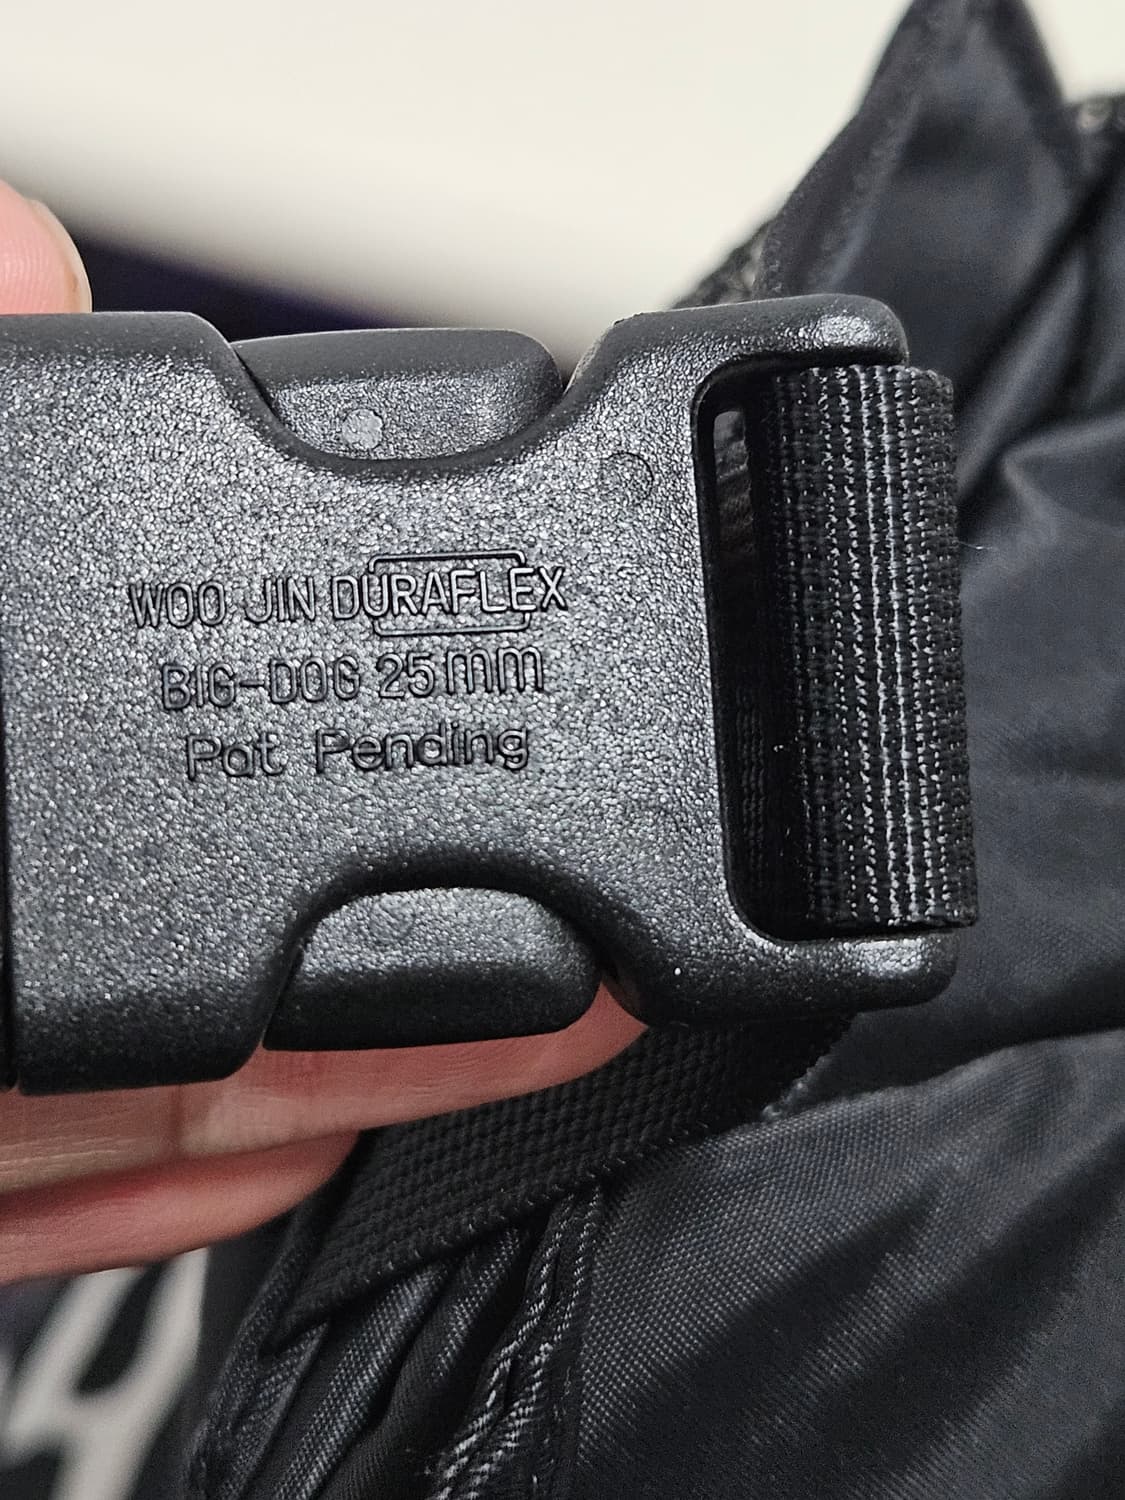 WOO JIN DURAFLEX
BIG-DOG 25mm
Pat Pending